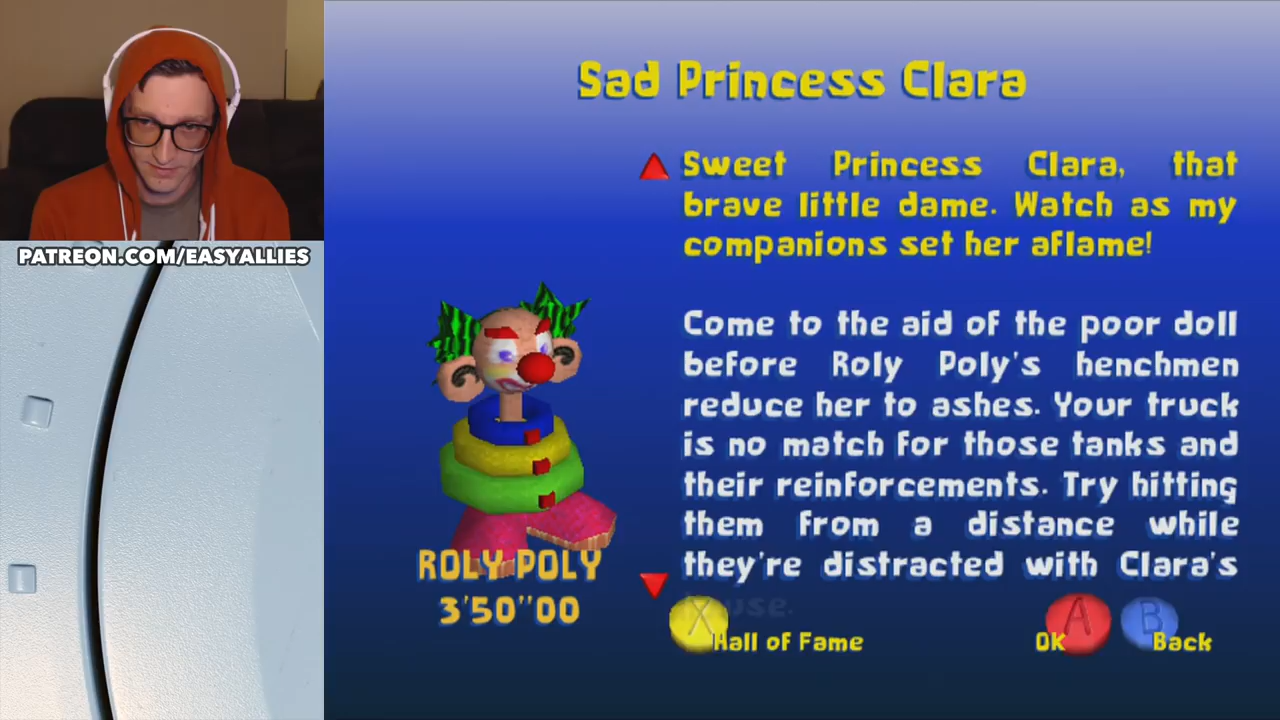 Sad Princess Clara
Sweet Princess Clara, that
brave little dame. Watch as my
companions set her aflame!
Come to the aid of the poor doll
before Roly Poly's henchmen
reduce her to ashes. Your truck
is no match for those tanks and
their reinforcements. Try hitting
them from a distance while
they're distracted with Clara's
PATREON.COM/EASYALLIES
ROLY POLY
3'50"00
X
Hall of Fame
A
OK
B
Back